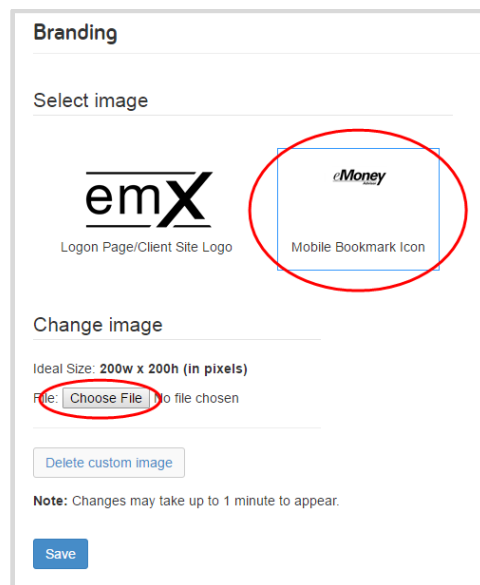 Branding
Select image
emX
eMoney
Logon Page/Client Site Logo
Mobile Bookmark Icon
Change image
Ideal Size: 200w x 200h (in pixels)
File: Choose File No file chosen
Delete custom image
Note: Changes may take up to 1 minute to appear.
Save